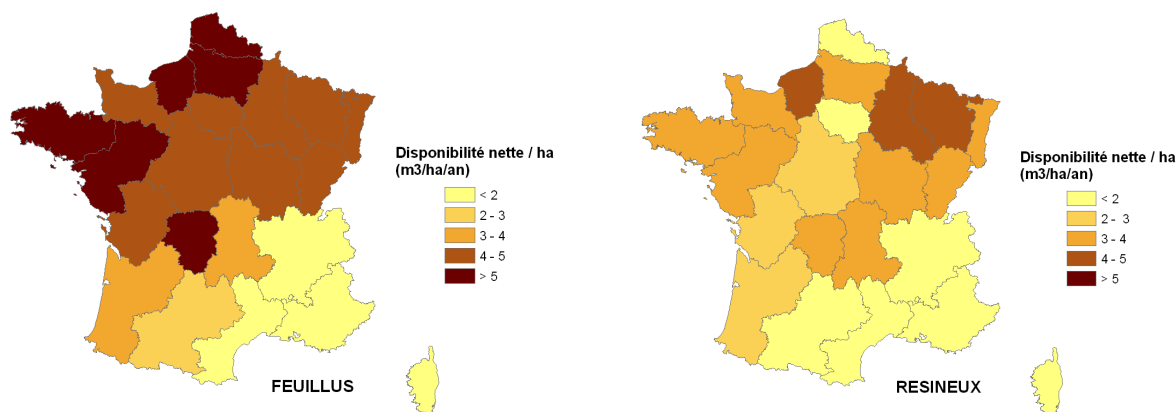 Disponibilité nette / ha
(m3/ha/an)
< 2
2 - 3
3 - 4
4 - 5
> 5
FEUILLUS
Disponibilité nette / ha
(m3/ha/an)
< 2
2 - 3
3 - 4
4 - 5
> 5
RESINEUX